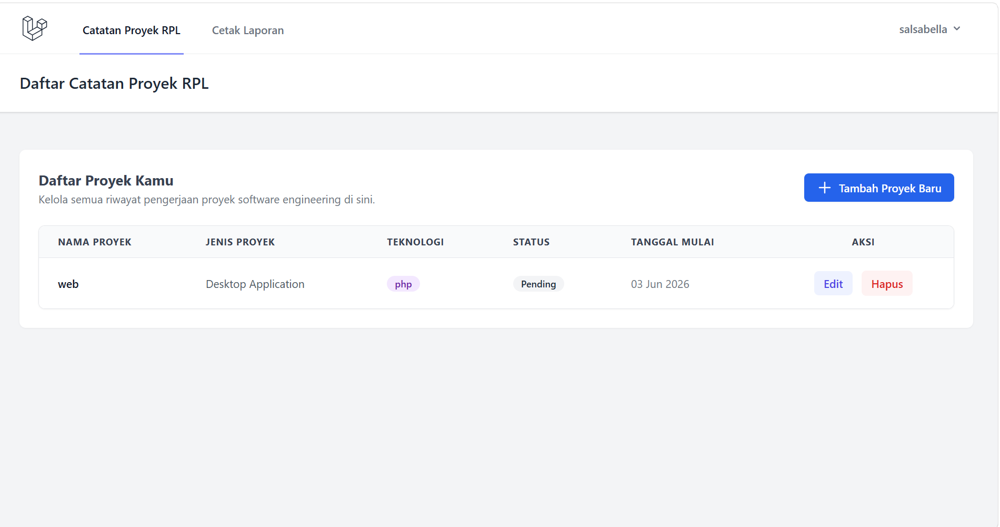 Catatan Proyek RPL
Cetak Laporan
salsabella
Daftar Catatan Proyek RPL
Daftar Proyek Kamu
Kelola semua riwayat pengerjaan proyek software engineering di sini.
Tambah Proyek Baru
NAMA PROYEK JENIS PROYEK TEKNOLOGI STATUS TANGGAL MULAI AKSI
web Desktop Application php Pending 03 Jun 2026 Edit Hapus